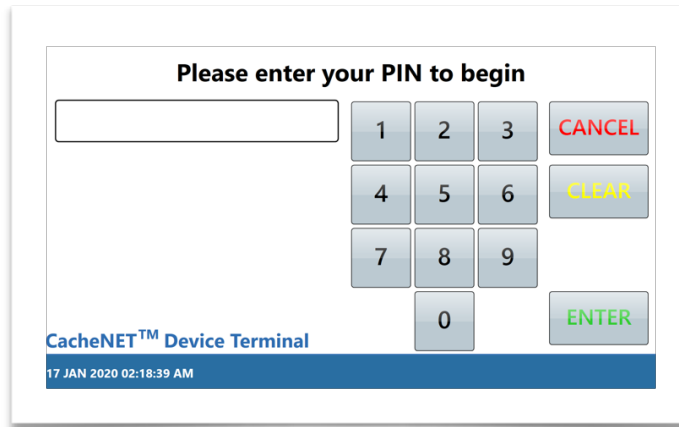 Please enter your PIN to begin
1 2 3 CANCEL
4 5 6 CLEAR
7 8 9
0 ENTER
CacheNET™ Device Terminal
17 JAN 2020 02:18:39 AM